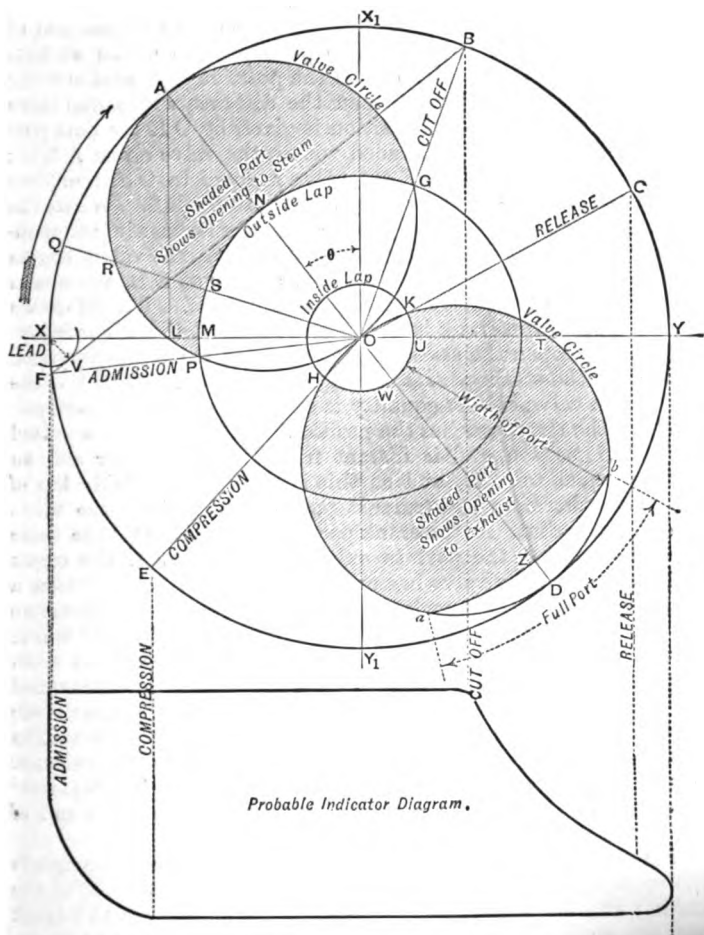 X1
B
Valve Circle
A
CUT OFF
C
Shaded Part
Shows Opening to Steam
Outside Lap
N
G
RELEASE
Q
R
S
θ
Inside Lap
K
X
L
M
O
U
T
Y
Valve Circle
LEAD
V
F
ADMISSION
P
H
W
Width of Port
COMPRESSION
b
Shaded Part
Shows Opening
to Exhaust
E
Z
D
a
Full Port
Y1
CUT OFF
RELEASE
ADMISSION
COMPRESSION
Probable Indicator Diagram.